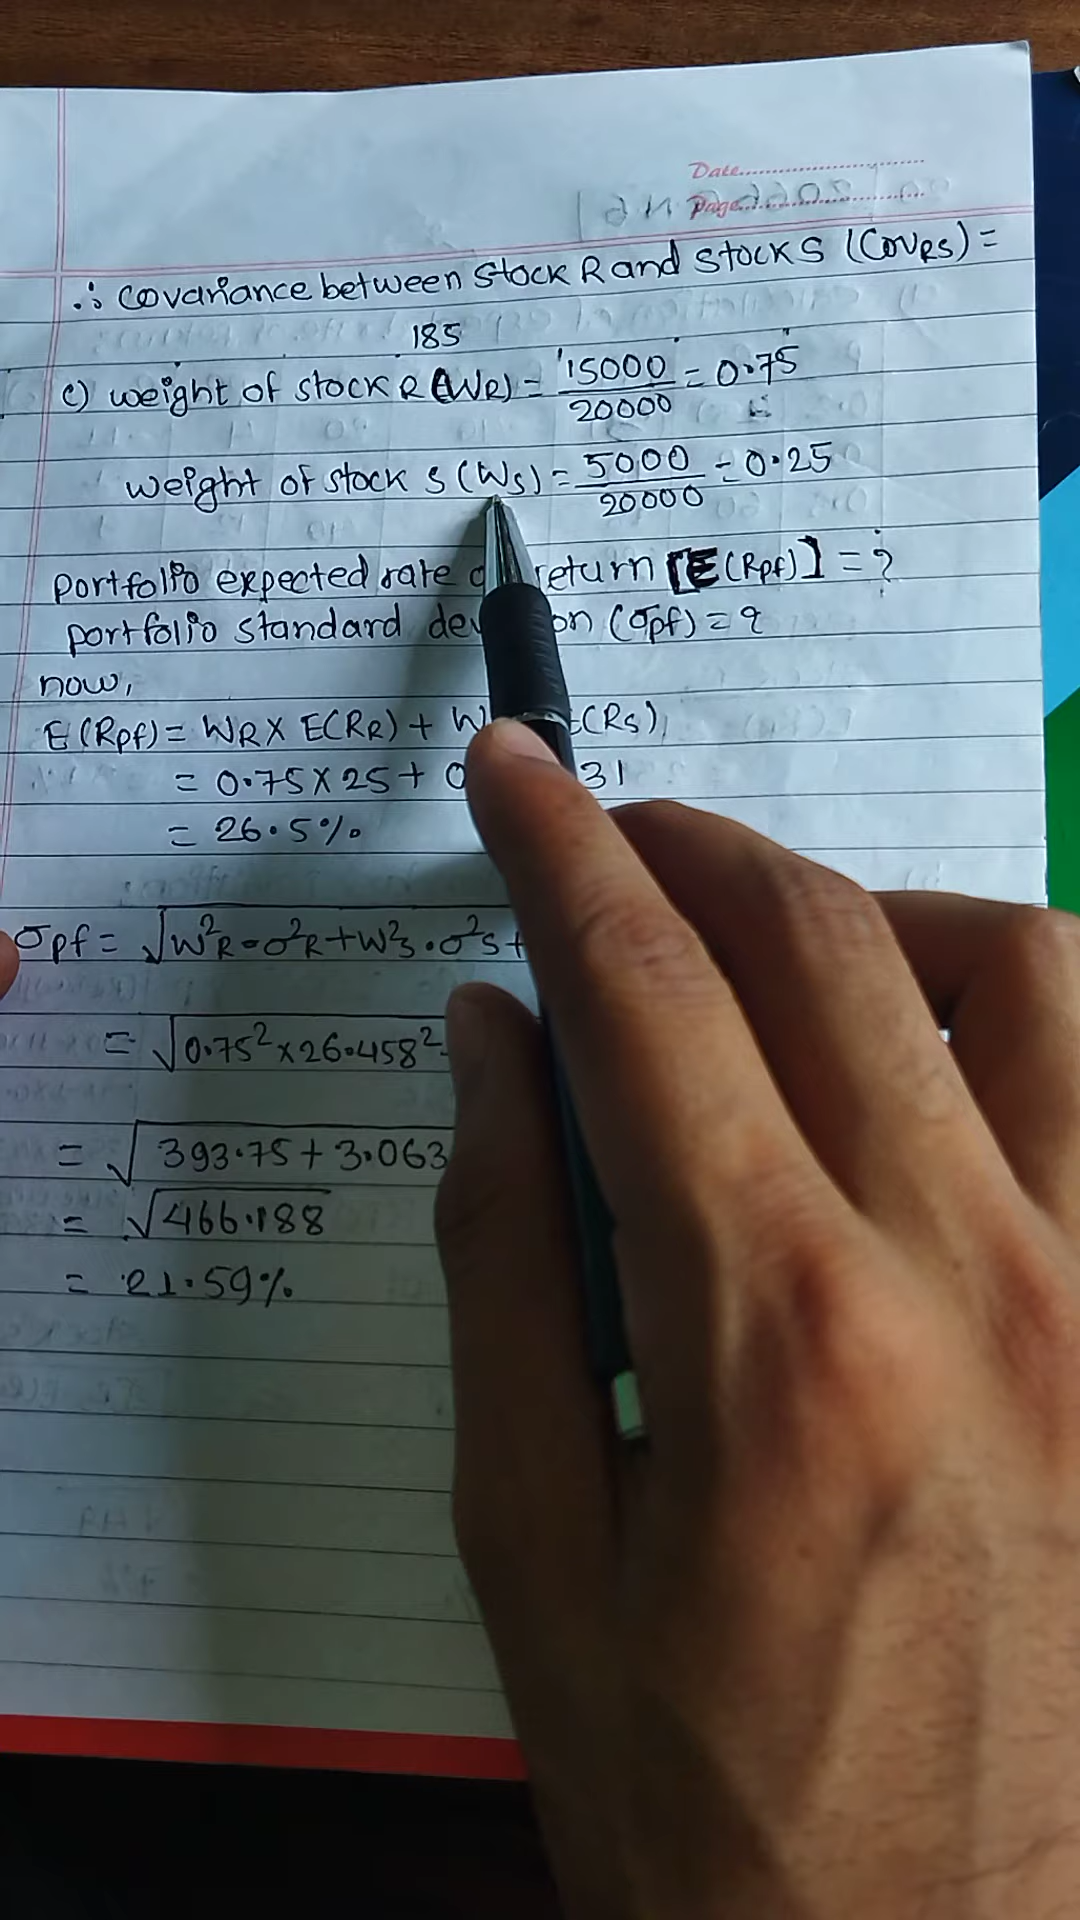 Date
Page
∴ covariance between Stock R and Stock S (CovRS) =
185
c) weight of stock R (WR) = 15000/20000 = 0.75
weight of stock S (WS) = 5000/20000 = 0.25
portfolio expected rate return [E(Rpf)] = ?
portfolio standard on (σpf) = ?
now,
E(Rpf) = WR X E(RR) + W (RS)
= 0.75 X 25 + 0 31
= 26.5%
σpf = √W²R . σ²R + W²S . σ²S +
= √0.75² x 26.458²
= √393.75 + 3.063
= √466.188
= 21.59%